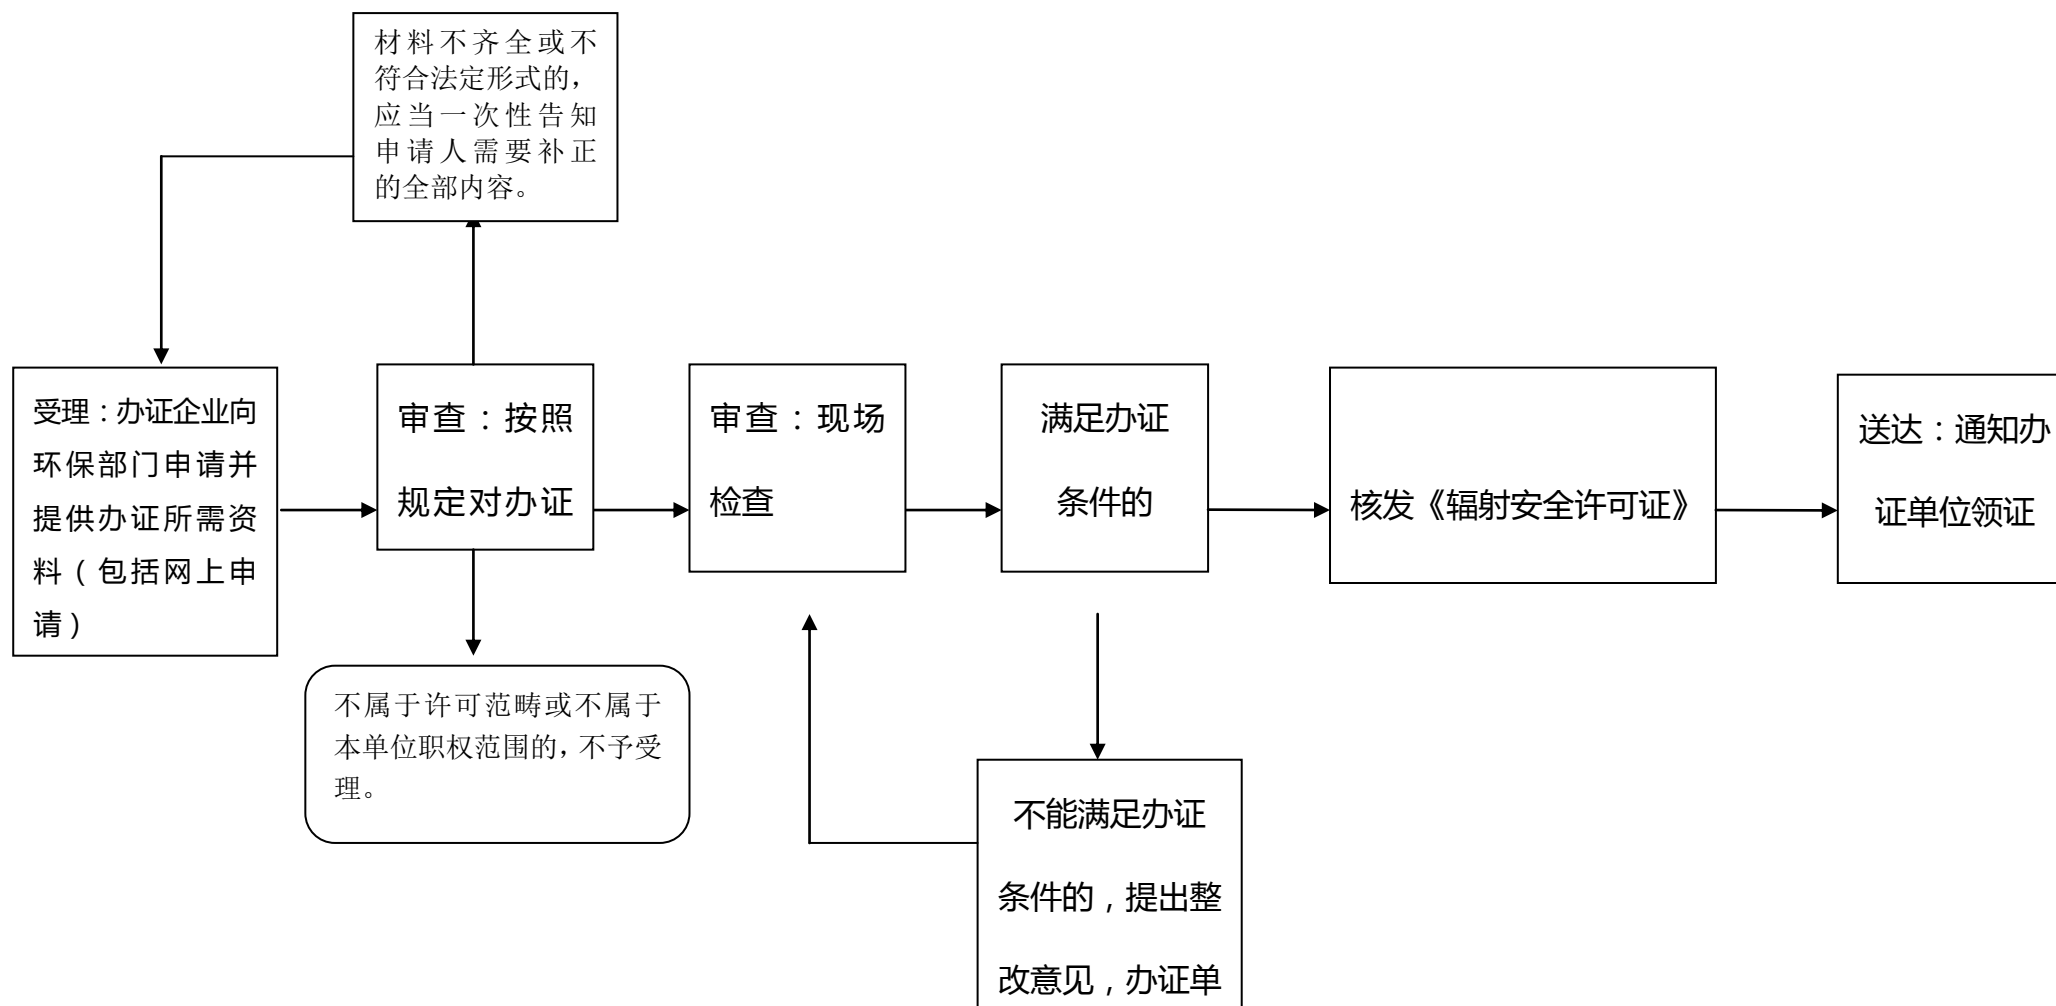 材料不齐全或不
符合法定形式的，
应当一次性告知
申请人需要补正
的全部内容。
受理：办证企业向
环保部门申请并
提供办证所需资
料（包括网上申
请）
审查：按照
规定对办证
审查：现场
检查
满足办证
条件的
核发《辐射安全许可证》
送达：通知办
证单位领证
不属于许可范畴或不属于
本单位职权范围的，不予受
理。
不能满足办证
条件的，提出整
改意见，办证单